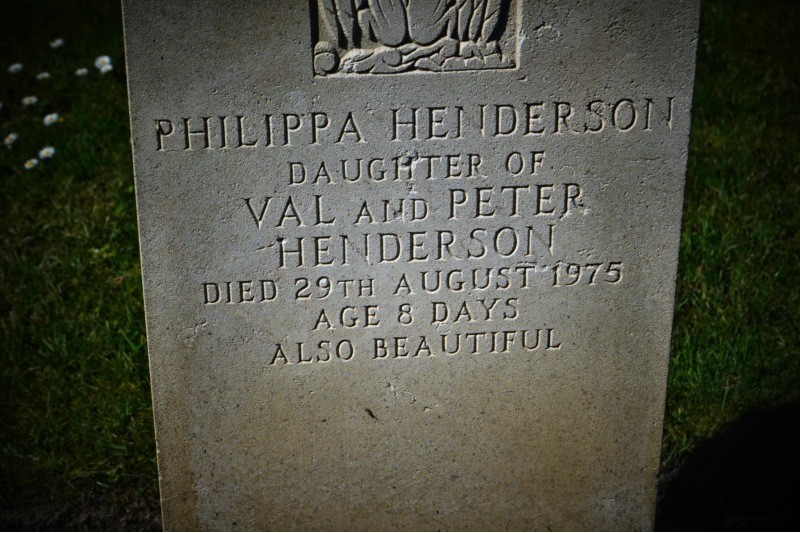 PHILIPPA HENDERSON
DAUGHTER OF
VAL AND PETER
HENDERSON
DIED 29TH AUGUST 1975
AGE 8 DAYS
ALSO BEAUTIFUL